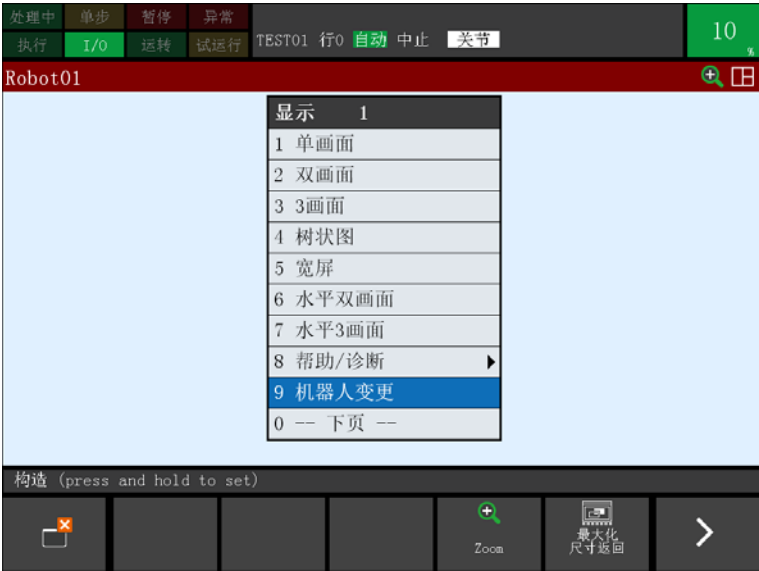 处理中 单步 暂停 异常
执行 I/O 运转 试运行 TEST01 行0 自动 中止 关节
10 %
Robot01
显示 1
1 单画面
2 双画面
3 3画面
4 树状图
5 宽屏
6 水平双画面
7 水平3画面
8 帮助/诊断
9 机器人变更
0 -- 下页 --
构造 (press and hold to set)
Zoom
最大化
尺寸返回